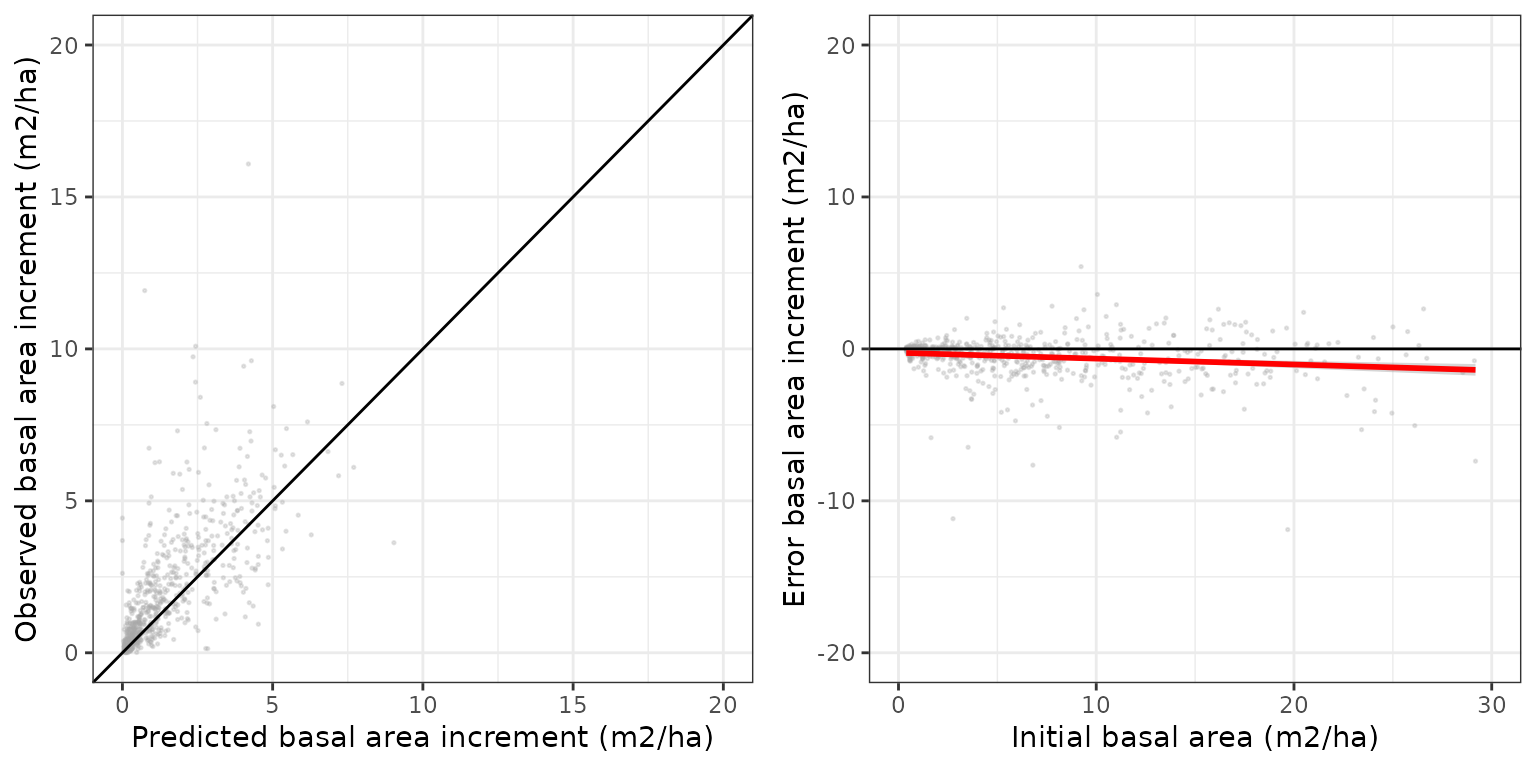 Observed basal area increment (m2/ha)
20
15
10
5
0
0 5 10 15 20
Predicted basal area increment (m2/ha)
Error basal area increment (m2/ha)
20
10
0
-10
-20
0 10 20 30
Initial basal area (m2/ha)